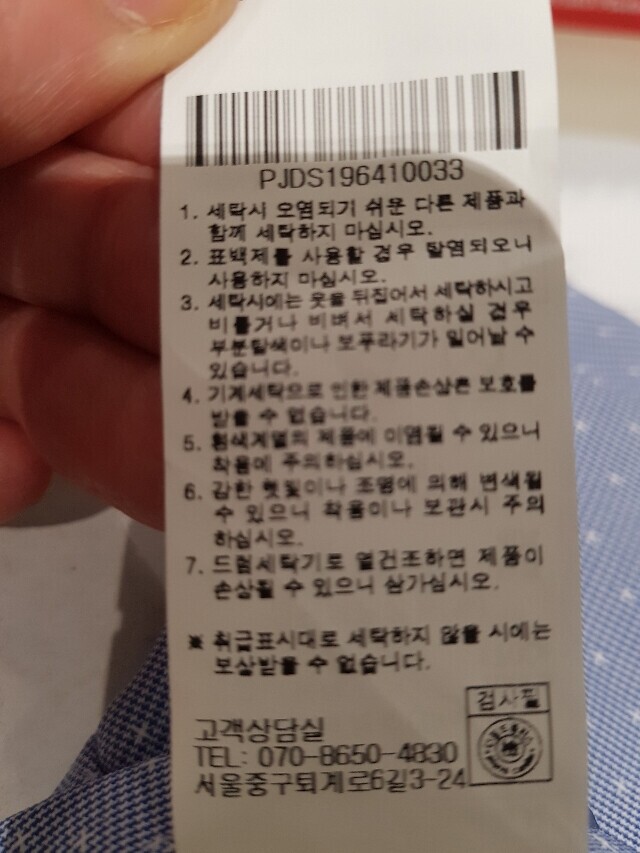 PJDS196410033
1. 세탁시 오염되기 쉬운 다른 제품과
함께 세탁하지 마십시오.
2. 표백제를 사용할 경우 탈염되오니
사용하지 마십시오.
3. 세탁시에는 옷을 뒤집어서 세탁하시고
비틀거나 비벼서 세탁하실 경우
부분탈색이나 보푸라기가 일어날 수
있습니다.
4. 기계세탁으로 인한 제품손상은 보호를
받을 수 없습니다.
5. 흰색계열의 제품에 이염될 수 있으니
착용에 주의하십시오.
6. 강한 햇빛이나 조명에 의해 변색될
수 있으니 착용이나 보관시 주의
하십시오.
7. 드럼세탁기로 열건조하면 제품이
손상될 수 있으니 삼가십시오.
※ 취급표시대로 세탁하지 않을 시에는
보상받을 수 없습니다.
검사필
고객상담실
TEL: 070-8650-4830
서울중구퇴계로6길3-24